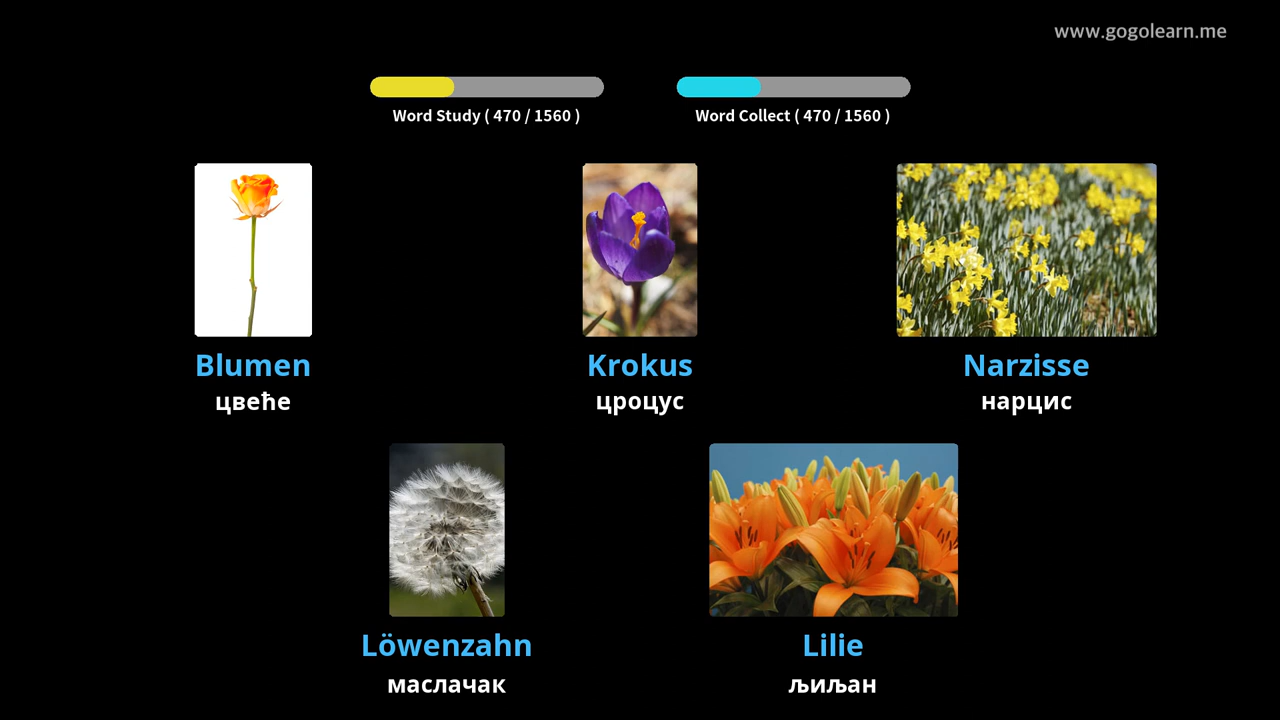 www.gogolearn.me
Word Study ( 470 / 1560 )
Word Collect ( 470 / 1560 )
Blumen
цвеће
Krokus
цроцус
Narzisse
нарцис
Löwenzahn
маслачак
Lilie
љиљан